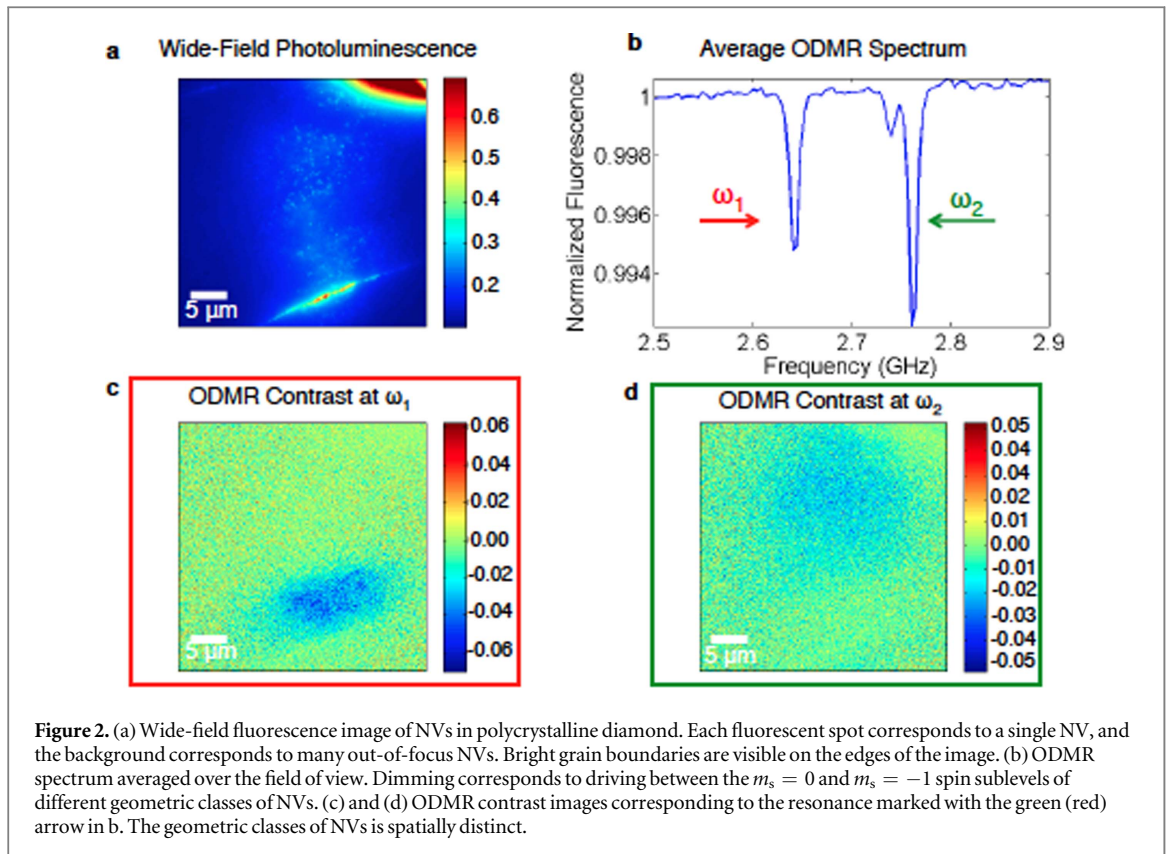 a Wide-Field Photoluminescence
0.6
0.5
0.4
0.3
0.2
5 μm
b Average ODMR Spectrum
Normalized Fluorescence
1
0.998
0.996
0.994
ω1
ω2
2.5 2.6 2.7 2.8 2.9
Frequency (GHz)
c ODMR Contrast at ω1
0.06
0.04
0.02
0.00
-0.02
-0.04
-0.06
5 μm
d ODMR Contrast at ω2
0.05
0.04
0.04
0.02
0.01
0.00
-0.01
-0.02
-0.03
-0.04
-0.05
5 μm
Figure 2. (a) Wide-field fluorescence image of NVs in polycrystalline diamond. Each fluorescent spot corresponds to a single NV, and
the background corresponds to many out-of-focus NVs. Bright grain boundaries are visible on the edges of the image. (b) ODMR
spectrum averaged over the field of view. Dimming corresponds to driving between the ms = 0 and ms = −1 spin sublevels of
different geometric classes of NVs. (c) and (d) ODMR contrast images corresponding to the resonance marked with the green (red)
arrow in b. The geometric classes of NVs is spatially distinct.